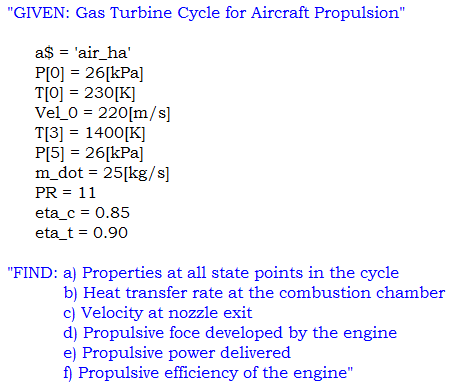 "GIVEN: Gas Turbine Cycle for Aircraft Propulsion"
a$ = 'air_ha'
P[0] = 26[kPa]
T[0] = 230[K]
Vel_0 = 220[m/s]
T[3] = 1400[K]
P[5] = 26[kPa]
m_dot = 25[kg/s]
PR = 11
eta_c = 0.85
eta_t = 0.90
"FIND: a) Properties at all state points in the cycle
b) Heat transfer rate at the combustion chamber
c) Velocity at nozzle exit
d) Propulsive foce developed by the engine
e) Propulsive power delivered
f) Propulsive efficiency of the engine"